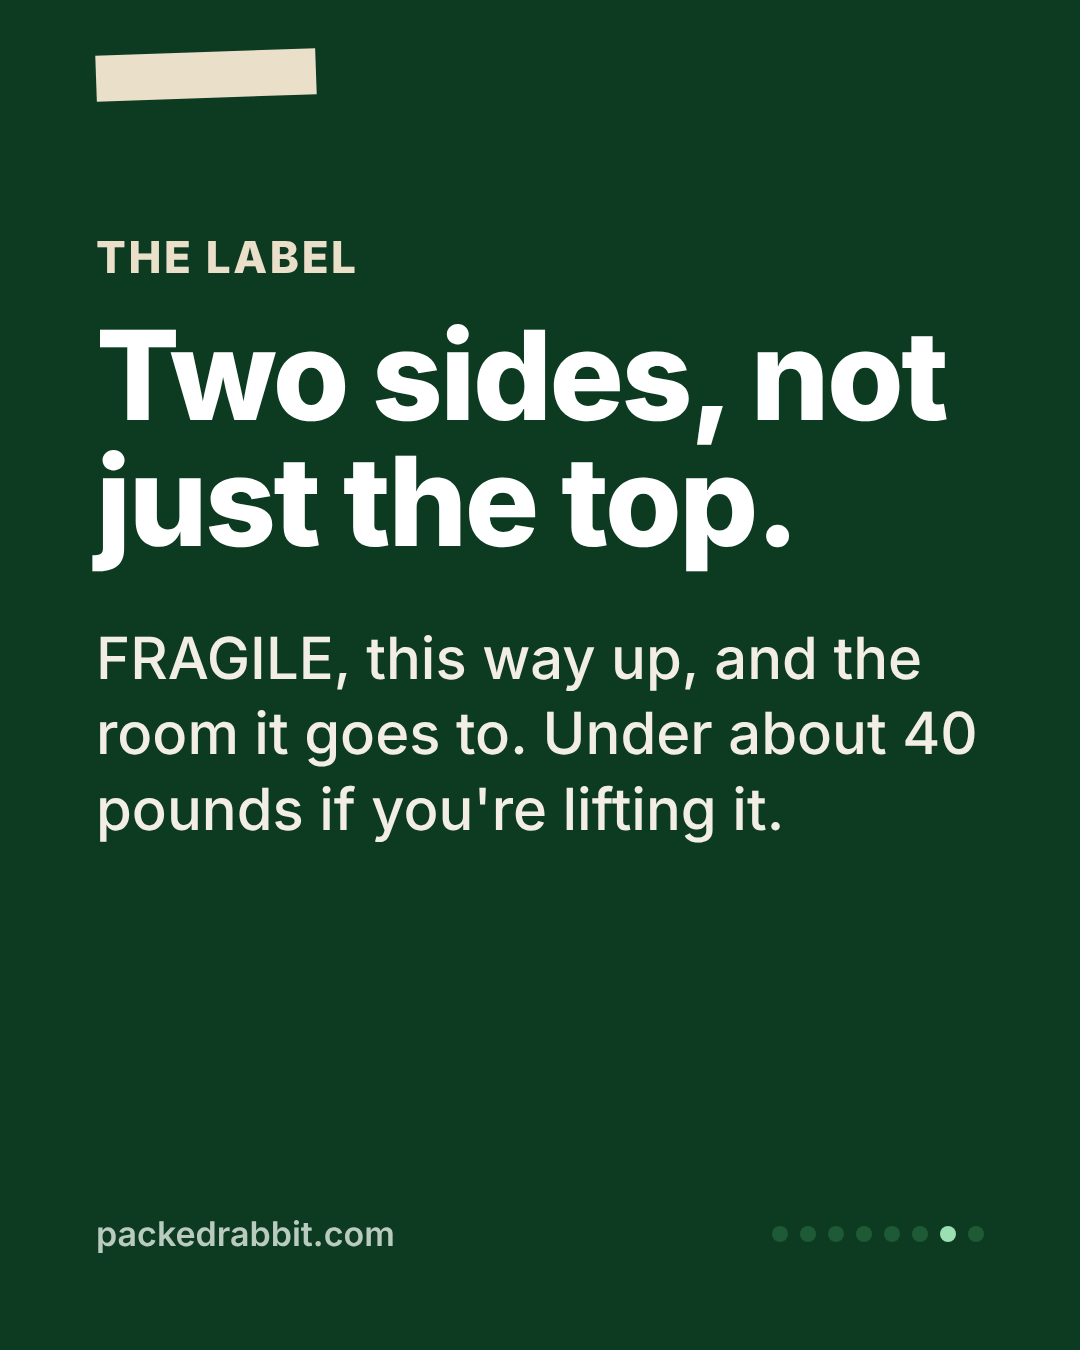 THE LABEL
Two sides, not
just the top.
FRAGILE, this way up, and the
room it goes to. Under about 40
pounds if you're lifting it.
packedrabbit.com